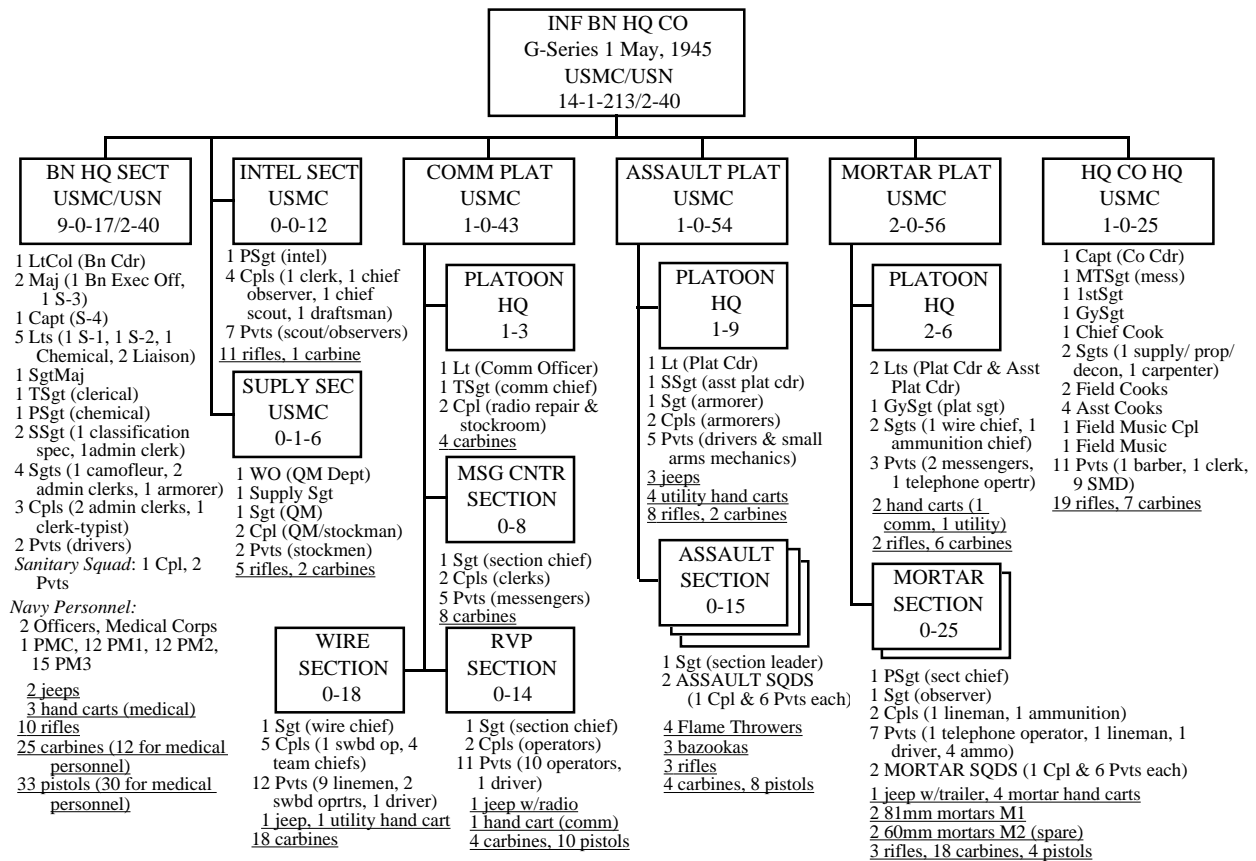 INF BN HQ CO
G-Series 1 May, 1945
USMC/USN
14-1-213/2-40
BN HQ SECT
USMC/USN
9-0-17/2-40
1 LtCol (Bn Cdr)
2 Maj (1 Bn Exec Off,
1 S-3)
1 Capt (S-4)
5 Lts (1 S-1, 1 S-2, 1
Chemical, 2 Liaison)
1 SgtMaj
1 TSgt (clerical)
1 PSgt (chemical)
2 SSgt (1 classification
spec, 1admin clerk)
4 Sgts (1 camofleur, 2
admin clerks, 1 armorer)
3 Cpls (2 admin clerks, 1
clerk-typist)
2 Pvts (drivers)
Sanitary Squad: 1 Cpl, 2
Pvts
Navy Personnel:
2 Officers, Medical Corps
1 PMC, 12 PM1, 12 PM2,
15 PM3
2 jeeps
3 hand carts (medical)
10 rifles
25 carbines (12 for medical
personnel)
33 pistols (30 for medical
personnel)
INTEL SECT
USMC
0-0-12
1 PSgt (intel)
4 Cpls (1 clerk, 1 chief
observer, 1 chief
scout, 1 draftsman)
7 Pvts (scout/observers)
11 rifles, 1 carbine
SUPLY SEC
USMC
0-1-6
1 WO (QM Dept)
1 Supply Sgt
1 Sgt (QM)
2 Cpl (QM/stockman)
2 Pvts (stockmen)
5 rifles, 2 carbines
COMM PLAT
USMC
1-0-43
PLATOON
HQ
1-3
1 Lt (Comm Officer)
1 TSgt (comm chief)
2 Cpl (radio repair &
stockroom)
4 carbines
MSG CNTR
SECTION
0-8
1 Sgt (section chief)
2 Cpls (clerks)
5 Pvts (messengers)
8 carbines
WIRE
SECTION
0-18
1 Sgt (wire chief)
5 Cpls (1 swbd op, 4
team chiefs)
12 Pvts (9 linemen, 2
swbd oprtrs, 1 driver)
1 jeep, 1 utility hand cart
18 carbines
RVP
SECTION
0-14
1 Sgt (section chief)
2 Cpls (operators)
11 Pvts (10 operators,
1 driver)
1 jeep w/radio
1 hand cart (comm)
4 carbines, 10 pistols
ASSAULT PLAT
USMC
1-0-54
PLATOON
HQ
1-9
1 Lt (Plat Cdr)
1 SSgt (asst plat cdr)
1 Sgt (armorer)
2 Cpls (armorers)
5 Pvts (drivers & small
arms mechanics)
3 jeeps
4 utility hand carts
8 rifles, 2 carbines
ASSAULT
SECTION
0-15
1 Sgt (section leader)
2 ASSAULT SQDS
(1 Cpl & 6 Pvts each)
4 Flame Throwers
3 bazookas
3 rifles
4 carbines, 8 pistols
MORTAR PLAT
USMC
2-0-56
PLATOON
HQ
2-6
2 Lts (Plat Cdr & Asst
Plat Cdr)
1 GySgt (plat sgt)
2 Sgts (1 wire chief, 1
ammunition chief)
3 Pvts (2 messengers,
1 telephone opertr)
2 hand carts (1
comm, 1 utility)
2 rifles, 6 carbines
MORTAR
SECTION
0-25
1 PSgt (sect chief)
1 Sgt (observer)
2 Cpls (1 lineman, 1 ammunition)
7 Pvts (1 telephone operator, 1 lineman, 1
driver, 4 ammo)
2 MORTAR SQDS (1 Cpl & 6 Pvts each)
1 jeep w/trailer, 4 mortar hand carts
2 81mm mortars M1
2 60mm mortars M2 (spare)
3 rifles, 18 carbines, 4 pistols
HQ CO HQ
USMC
1-0-25
1 Capt (Co Cdr)
1 MTSgt (mess)
1 1stSgt
1 GySgt
1 Chief Cook
2 Sgts (1 supply/ prop/
decon, 1 carpenter)
2 Field Cooks
4 Asst Cooks
1 Field Music Cpl
1 Field Music
11 Pvts (1 barber, 1 clerk,
9 SMD)
19 rifles, 7 carbines